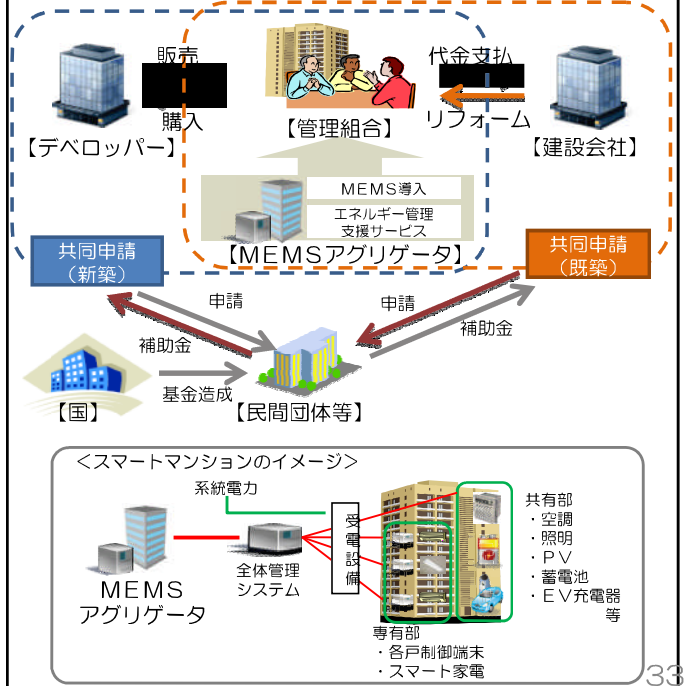 販売
購入
【デベロッパー】
【管理組合】
代金支払
リフォーム
【建設会社】
MEMS導入
エネルギー管理
支援サービス
【MEMSアグリゲータ】
共同申請
（新築）
共同申請
（既築）
申請
補助金
申請
補助金
基金造成
【国】
【民間団体等】
＜スマートマンションのイメージ＞
系統電力
受電設備
全体管理
システム
MEMS
アグリゲータ
共有部
・空調
・照明
・PV
・蓄電池
・EV充電器
等
専有部
・各戸制御端末
・スマート家電
33